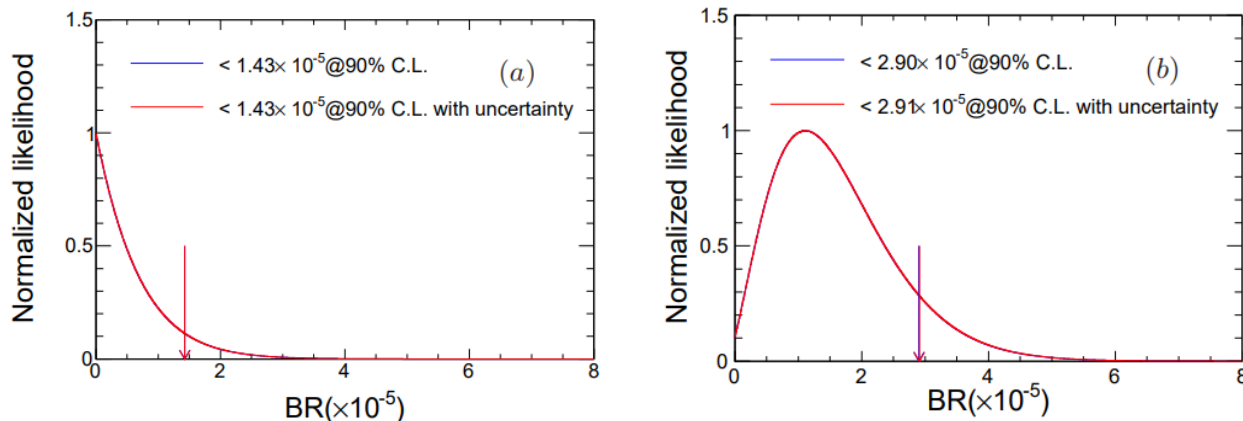 1.5
< 1.43× 10⁻⁵@90% C.L.
(a)
< 1.43× 10⁻⁵@90% C.L. with uncertainty
1
0.5
0
0
2
4
6
8
Normalized likelihood
BR(×10⁻⁵)
1.5
< 2.90× 10⁻⁵@90% C.L.
(b)
< 2.91× 10⁻⁵@90% C.L. with uncertainty
1
0.5
0
0
2
4
6
8
Normalized likelihood
BR(×10⁻⁵)